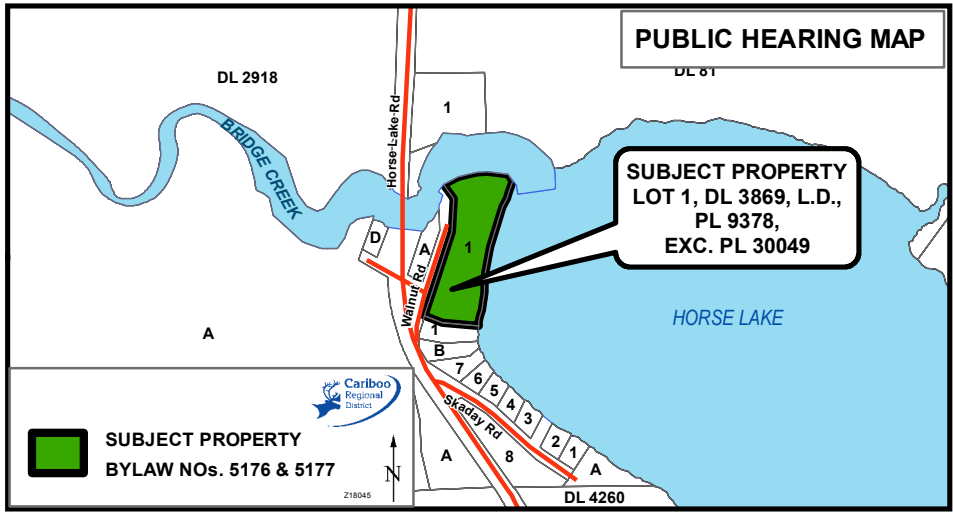 PUBLIC HEARING MAP
DL 2918
DL 81
1
Horse-Lake-Rd
BRIDGE CREEK
SUBJECT PROPERTY
LOT 1, DL 3869, L.D.,
PL 9378,
EXC. PL 30049
D
A
1
Walnut Rd
HORSE LAKE
A
1
B
7
6
5
4
3
2
1
A
Skaday Rd
8
A
DL 4260
Cariboo
Regional
District
SUBJECT PROPERTY
BYLAW NOs. 5176 & 5177
N
Z18045